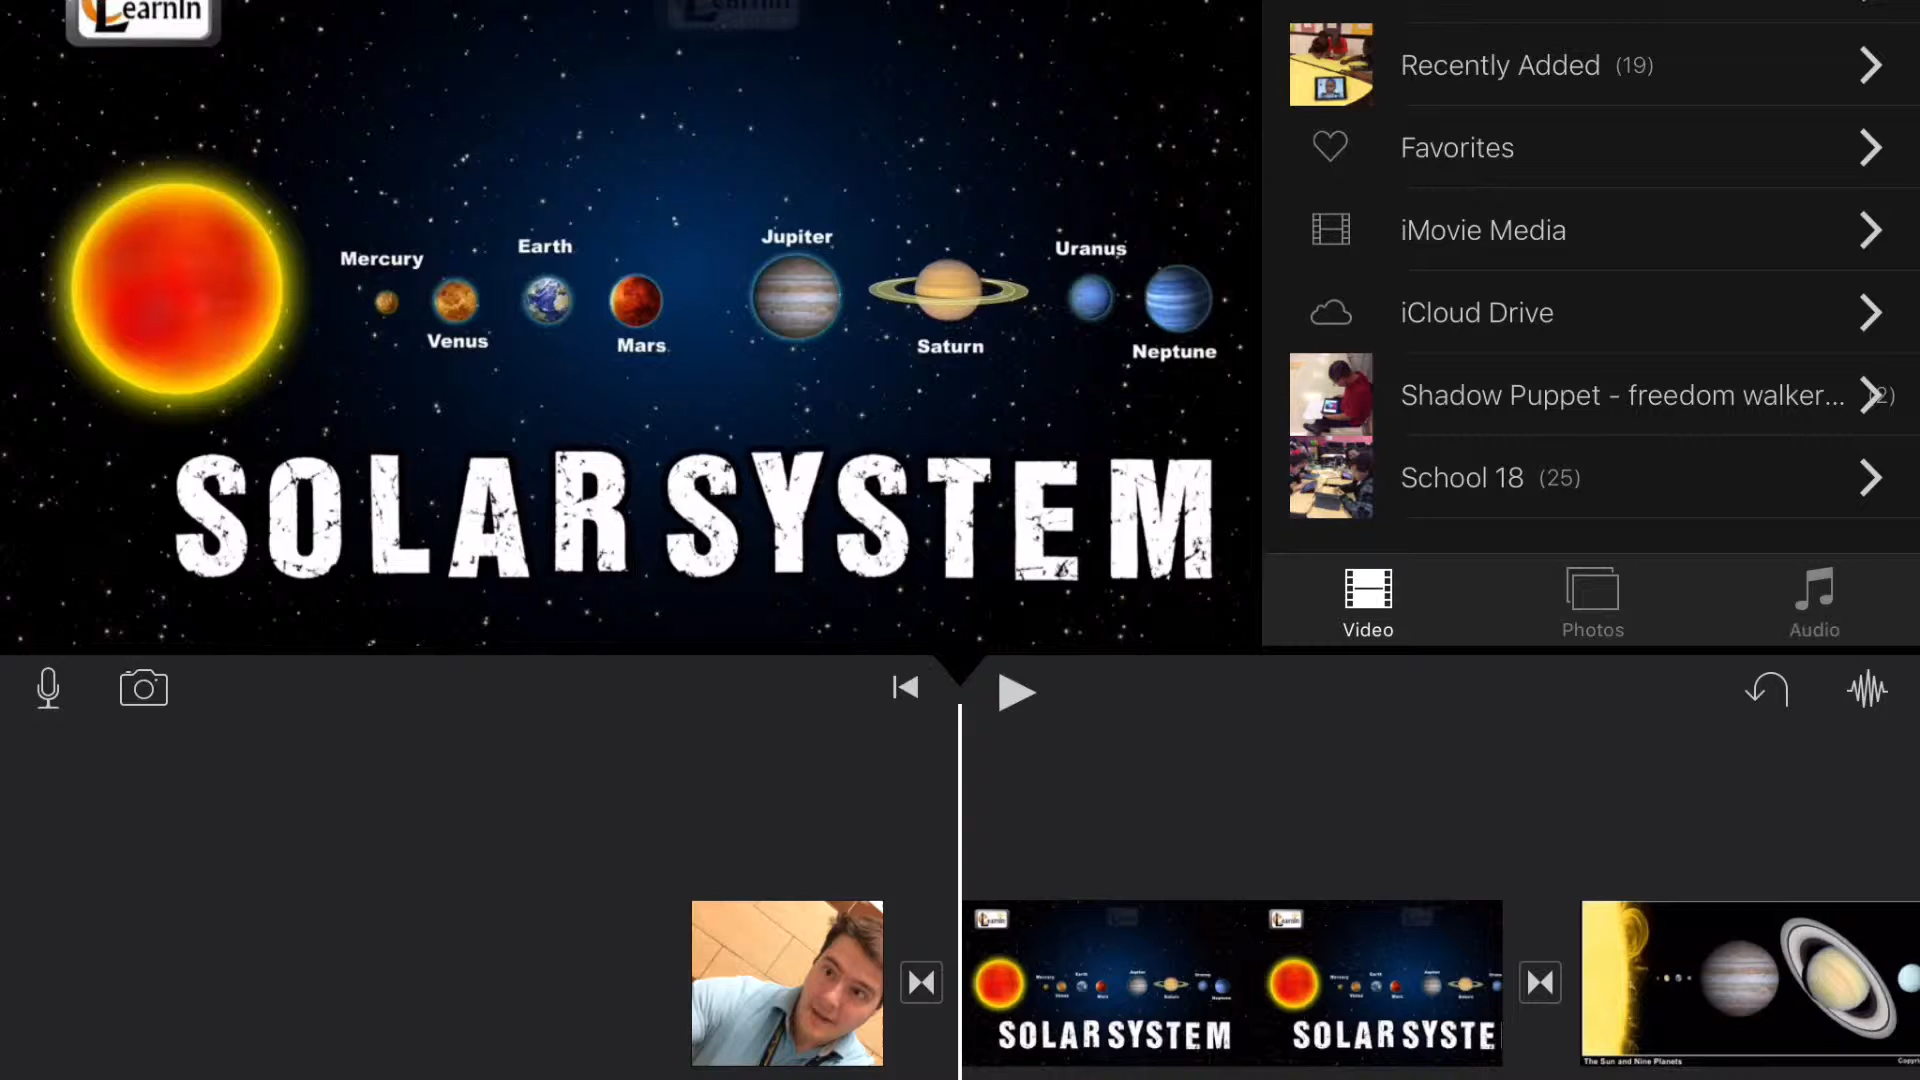 LearnIn
Recently Added (19)
Favorites
iMovie Media
iCloud Drive
Shadow Puppet - freedom walker... (2)
School 18 (25)
Video
Photos
Audio
Mercury
Venus
Earth
Mars
Jupiter
Saturn
Uranus
Neptune
SOLAR SYSTEM
SOLAR SYSTEM
SOLAR SYSTE
The Sun and Nine Planets